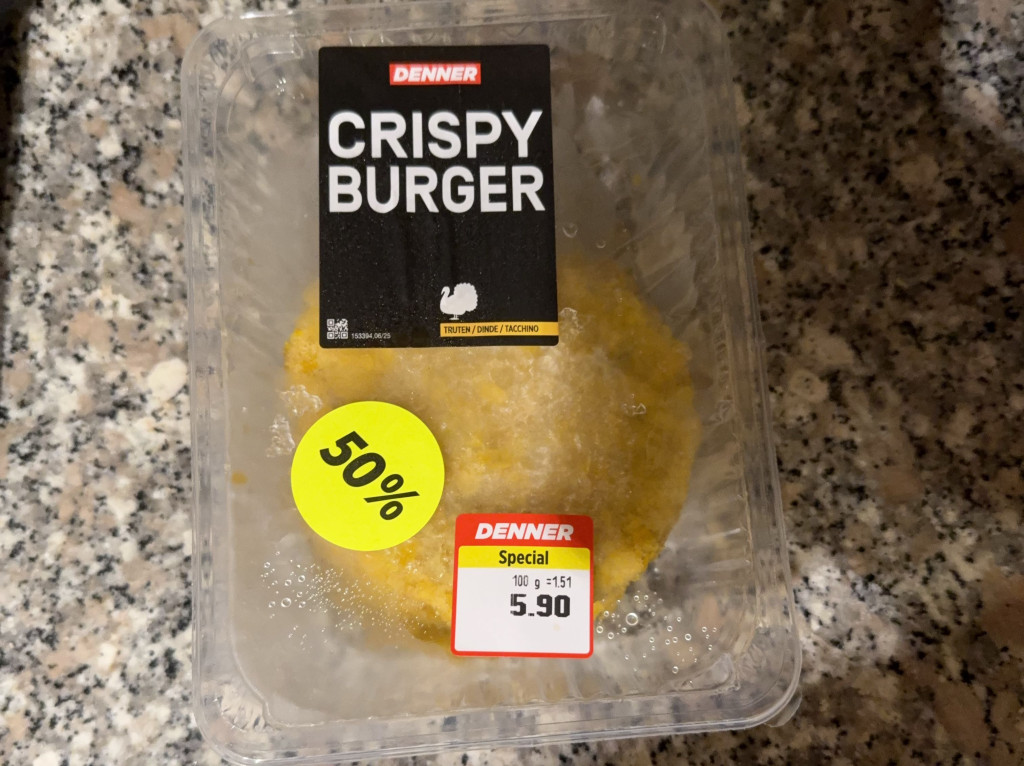 DENNER
CRISPY
BURGER
153394.06/25
TRUTEN / DINDE / TACCHINO
50%
DENNER
Special
100 g =1.51
5.90